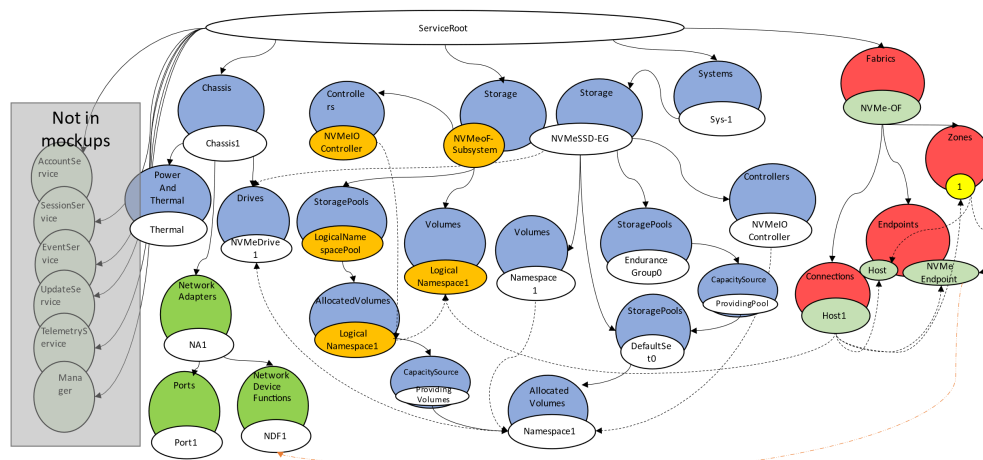 ServiceRoot
Not in
mockups
AccountSe
rvice
SessionSer
vice
EventSer
vice
UpdateSe
rvice
TelemetryS
ervice
Mana
ger
Chassis
Chassis1
Power
And
Thermal
Thermal
Drives
NVMeDrive
1
Network
Adapters
NA1
Ports
Port1
Network
Device
Functions
NDF1
Controlle
rs
NVMeIO
Controller
Storage
NVMeoF-
Subsystem
StoragePools
LogicalName
spacePool
AllocatedVolumes
Logical
Namespace1
CapacitySource
Providing
Volumes
Volumes
Logical
Namespace1
Storage
NVMeSSD-EG
Volumes
Namespace
1
StoragePools
Endurance
Group0
CapacitySource
ProvidingPool
StoragePools
DefaultSe
t0
Allocated
Volumes
Namespace1
Systems
Sys-1
Controllers
NVMeIO
Controller
Fabrics
NVMe-OF
Zones
1
Endpoints
Host
NVMe
Endpoint
Connections
Host1